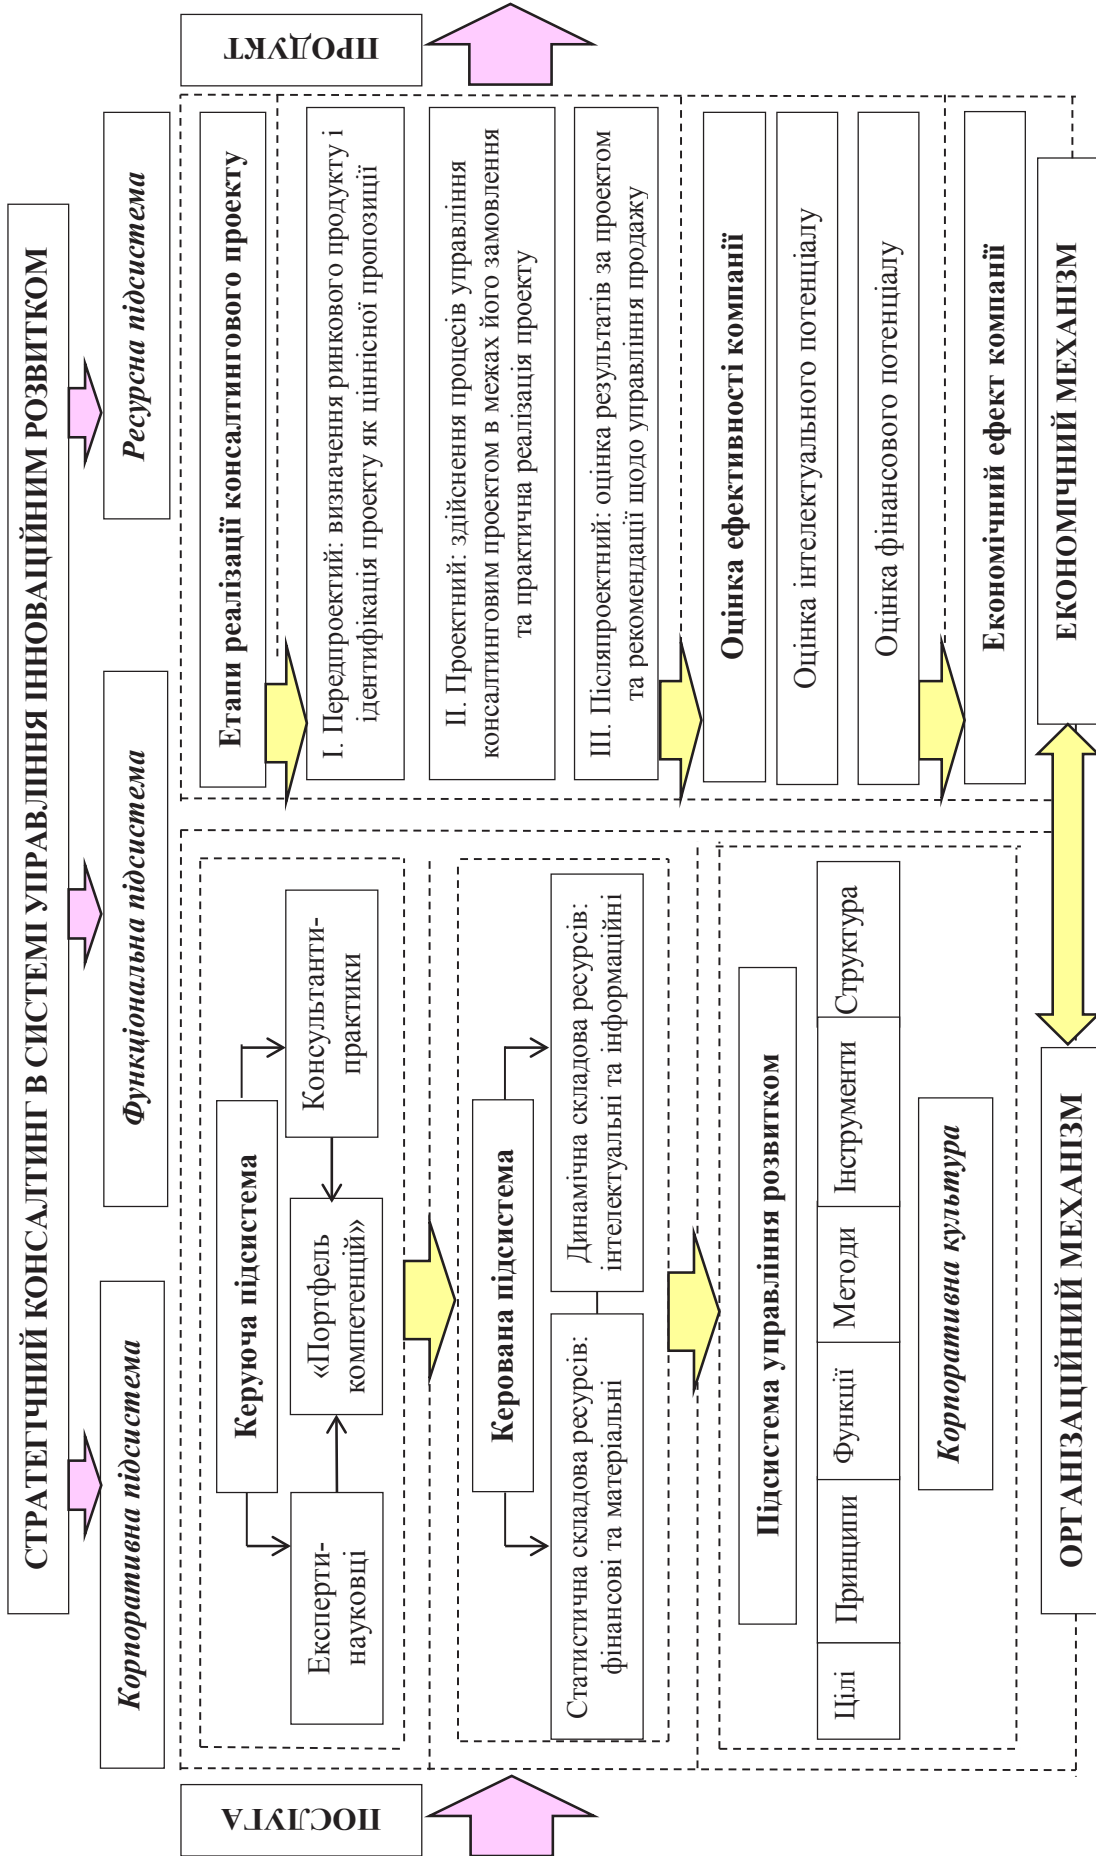 СТРАТЕГІЧНИЙ КОНСАЛТИНГ В СИСТЕМІ УПРАВЛІННЯ ІННОВАЦІЙНИМ РОЗВИТКОМ
Корпоративна підсистема
Функціональна підсистема
Ресурсна підсистема
ПОСЛУГА
Керуюча підсистема
Експерти-
науковці
«Портфель
компетенцій»
Консультанти-
практики
Керована підсистема
Статистична складова ресурсів:
фінансові та матеріальні
Динамічна складова ресурсів:
інтелектуальні та інформаційні
Підсистема управління розвитком
Цілі
Принципи
Функції
Методи
Інструменти
Структура
Корпоративна культура
ОРГАНІЗАЦІЙНИЙ МЕХАНІЗМ
Етапи реалізації консалтингового проекту
І. Передпроектий: визначення ринкового продукту і
ідентифікація проекту як ціннісної пропозиції
ІІ. Проектний: здійснення процесів управління
консалтинговим проектом в межах його замовлення
та практична реалізація проекту
ІІІ. Післяпроектний: оцінка результатів за проектом
та рекомендації щодо управління продажу
Оцінка ефективності компанії
Оцінка інтелектуального потенціалу
Оцінка фінансового потенціалу
Економічний ефект компанії
ЕКОНОМІЧНИЙ МЕХАНІЗМ
ПРОДУКТ